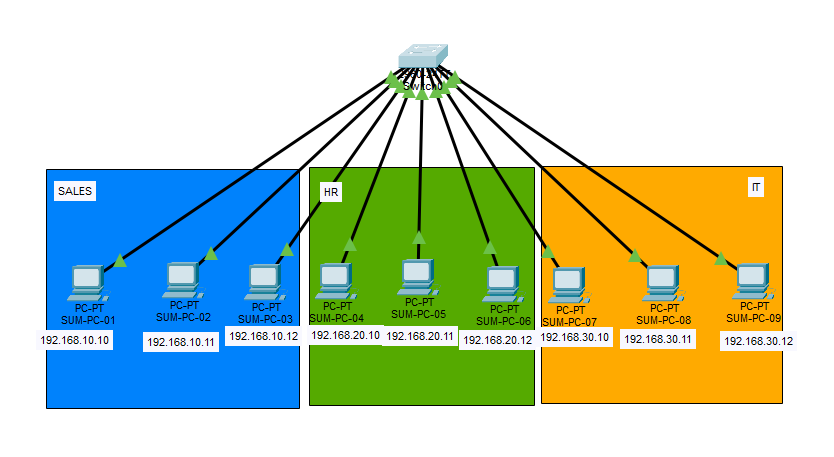 Switch0
SALES
HR
IT
PC-PT
SUM-PC-01
192.168.10.10
PC-PT
SUM-PC-02
192.168.10.11
PC-PT
SUM-PC-03
192.168.10.12
PC-PT
SUM-PC-04
192.168.20.10
PC-PT
SUM-PC-05
192.168.20.11
PC-PT
SUM-PC-06
192.168.20.12
PC-PT
SUM-PC-07
192.168.30.10
PC-PT
SUM-PC-08
192.168.30.11
PC-PT
SUM-PC-09
192.168.30.12